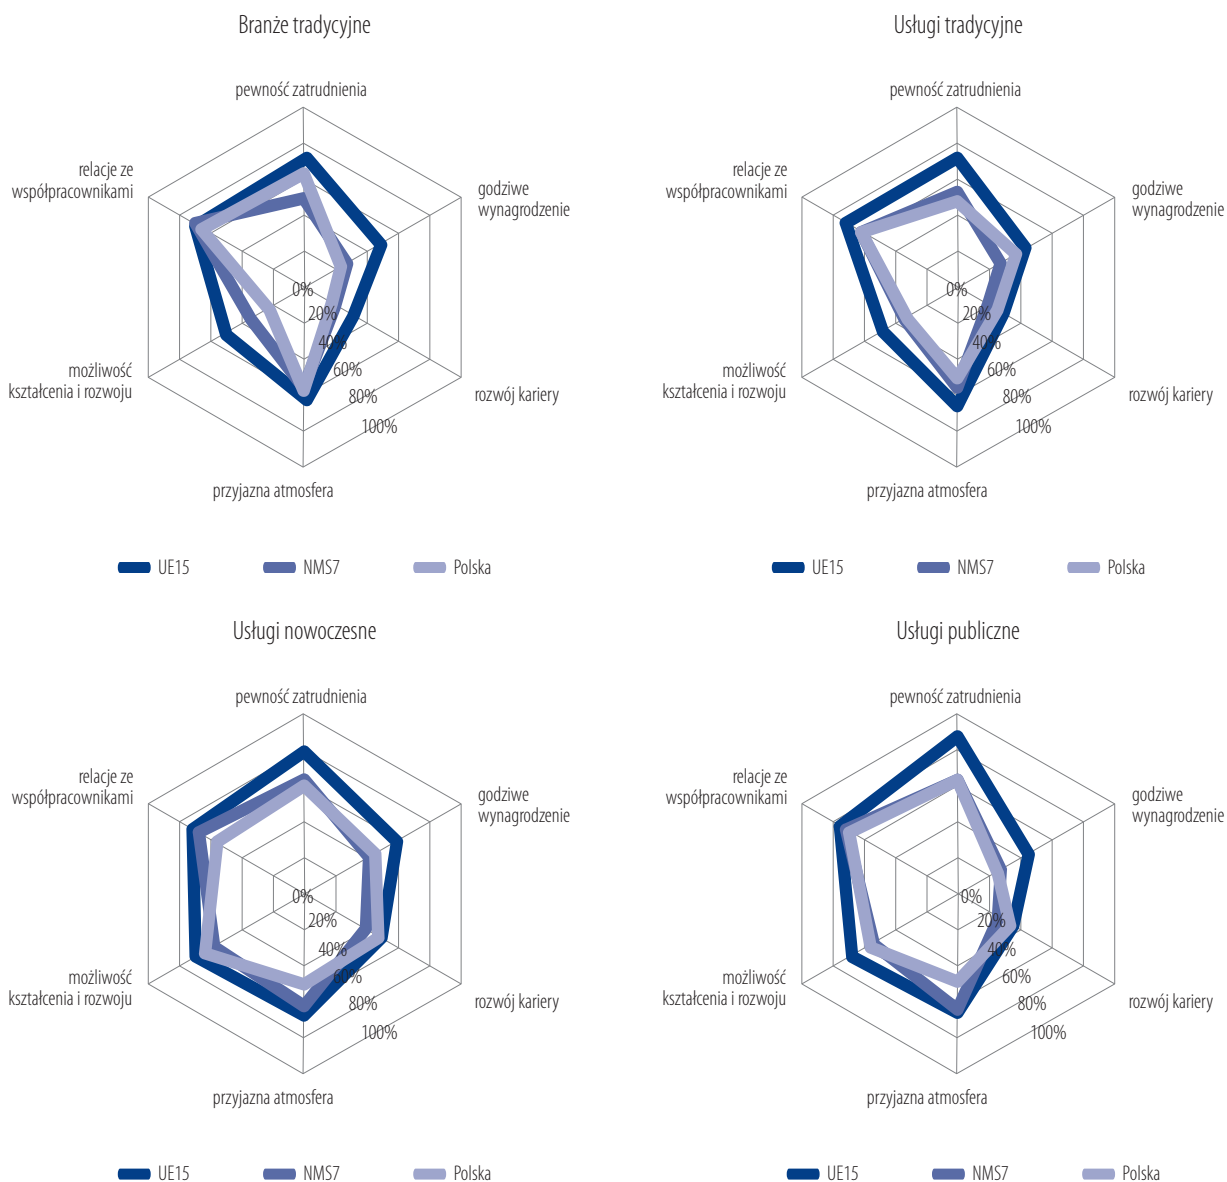 Branże tradycyjne
pewność zatrudnienia
relacje ze
współpracownikami
godziwe
wynagrodzenie
0%
20%
40%
60%
80%
100%
możliwość
kształcenia i rozwoju
rozwój kariery
przyjazna atmosfera
UE15
NMS7
Polska
Usługi tradycyjne
pewność zatrudnienia
relacje ze
współpracownikami
godziwe
wynagrodzenie
0%
20%
40%
60%
80%
100%
możliwość
kształcenia i rozwoju
rozwój kariery
przyjazna atmosfera
UE15
NMS7
Polska
Usługi nowoczesne
pewność zatrudnienia
relacje ze
współpracownikami
godziwe
wynagrodzenie
0%
20%
40%
60%
80%
100%
możliwość
kształcenia i rozwoju
rozwój kariery
przyjazna atmosfera
UE15
NMS7
Polska
Usługi publiczne
pewność zatrudnienia
relacje ze
współpracownikami
godziwe
wynagrodzenie
0%
20%
40%
60%
80%
100%
możliwość
kształcenia i rozwoju
rozwój kariery
przyjazna atmosfera
UE15
NMS7
Polska